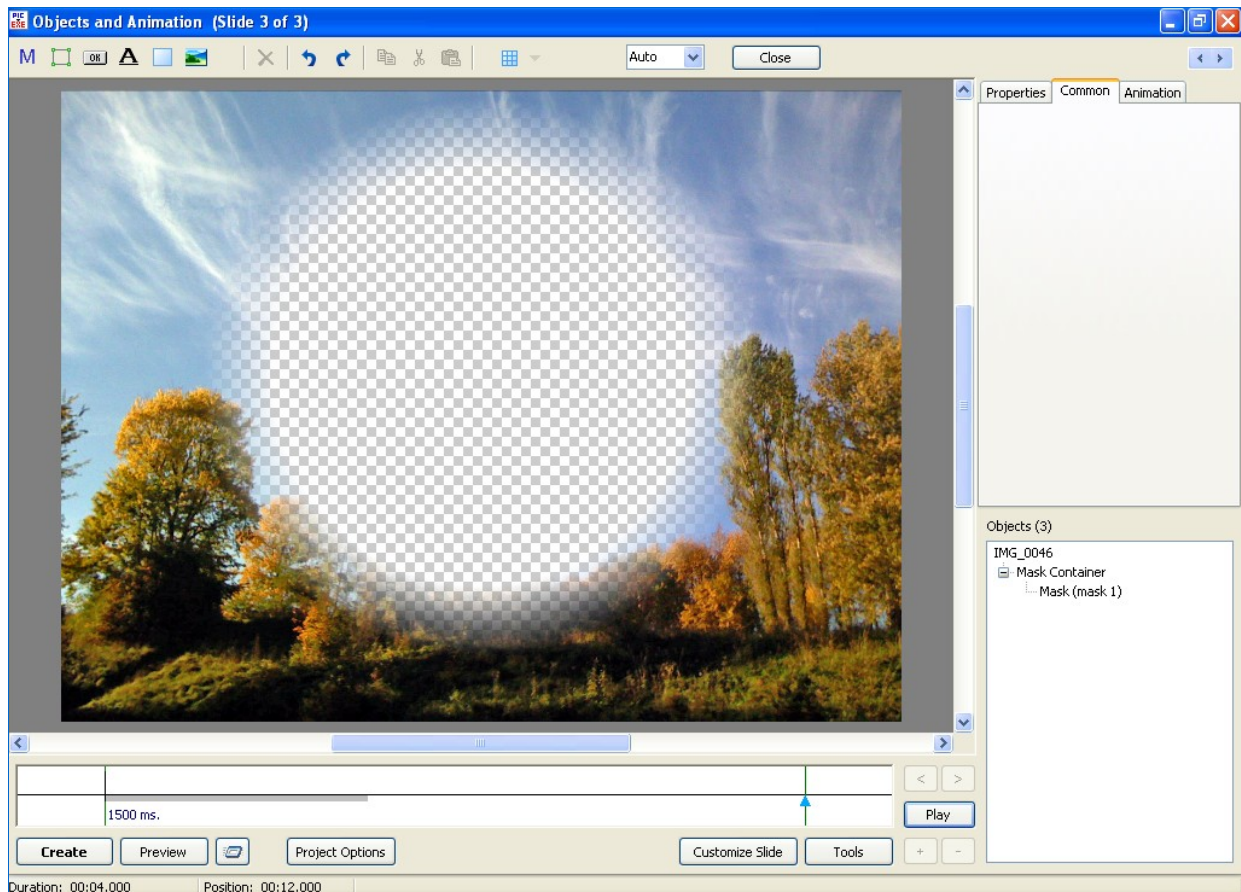 PIC EXE Objects and Animation (Slide 3 of 3)
M OK A Auto Close
Properties Common Animation
Objects (3)
IMG_0046
Mask Container
Mask (mask 1)
< >
1500 ms.
Play
Create Preview Project Options Customize Slide Tools + -
Duration: 00:04.000 Position: 00:12.000